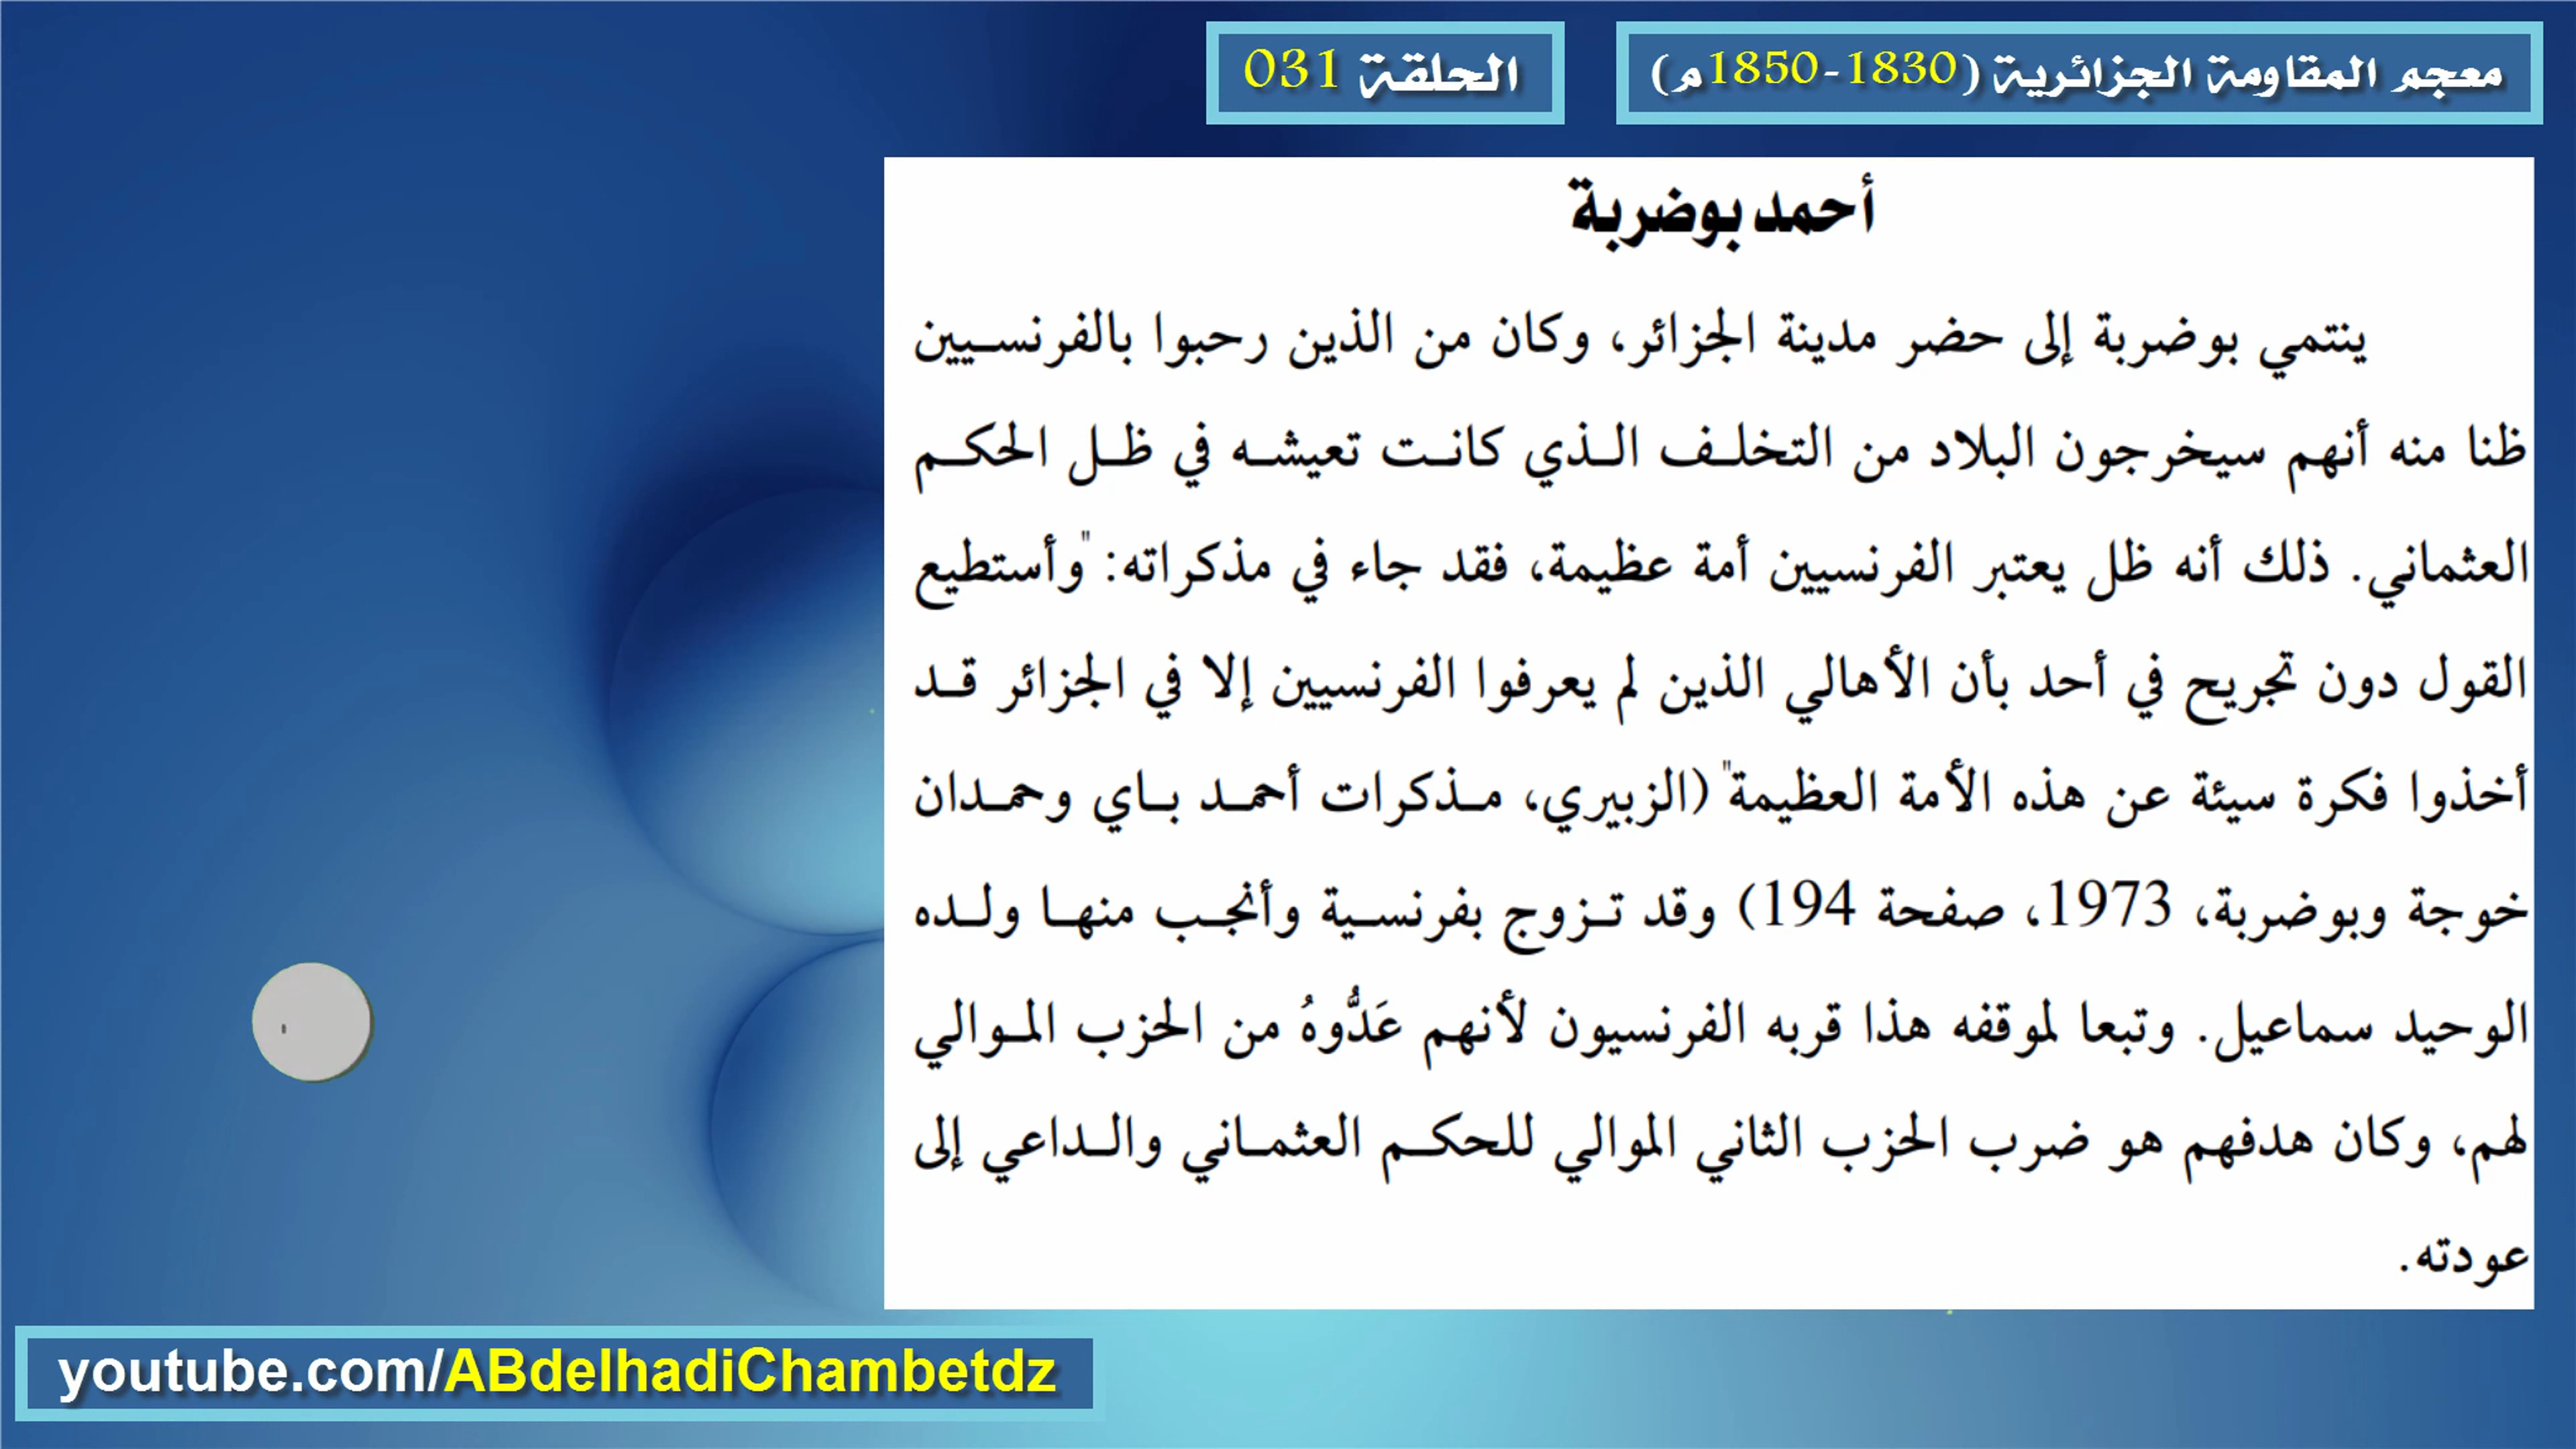 معجم المقاومة الجزائرية (1830-1850م)
الحلقة 031
أحمد بوضربة
ينتمي بوضربة إلى حضر مدينة الجزائر، وكان من الذين رحبوا بالفرنسيين
ظنا منه أنهم سيخرجون البلاد من التخلف الذي كانت تعيشه في ظل الحكم
العثماني. ذلك أنه ظل يعتبر الفرنسيين أمة عظيمة، فقد جاء في مذكراته: "وأستطيع
القول دون تجريح في أحد بأن الأهالي الذين لم يعرفوا الفرنسيين إلا في الجزائر قد
أخذوا فكرة سيئة عن هذه الأمة العظيمة" (الزبيري، مذكرات أحمد باي وحمدان
خوجة وبوضربة، 1973، صفحة 194) وقد تزوج بفرنسية وأنجب منها ولده
الوحيد سماعيل. وتبعا لموقفه هذا قربه الفرنسيون لأنهم عَدُّوهُ من الحزب الموالي
لهم، وكان هدفهم هو ضرب الحزب الثاني الموالي للحكم العثماني والداعي إلى
عودته.
youtube.com/ABdelhadiChambetdz